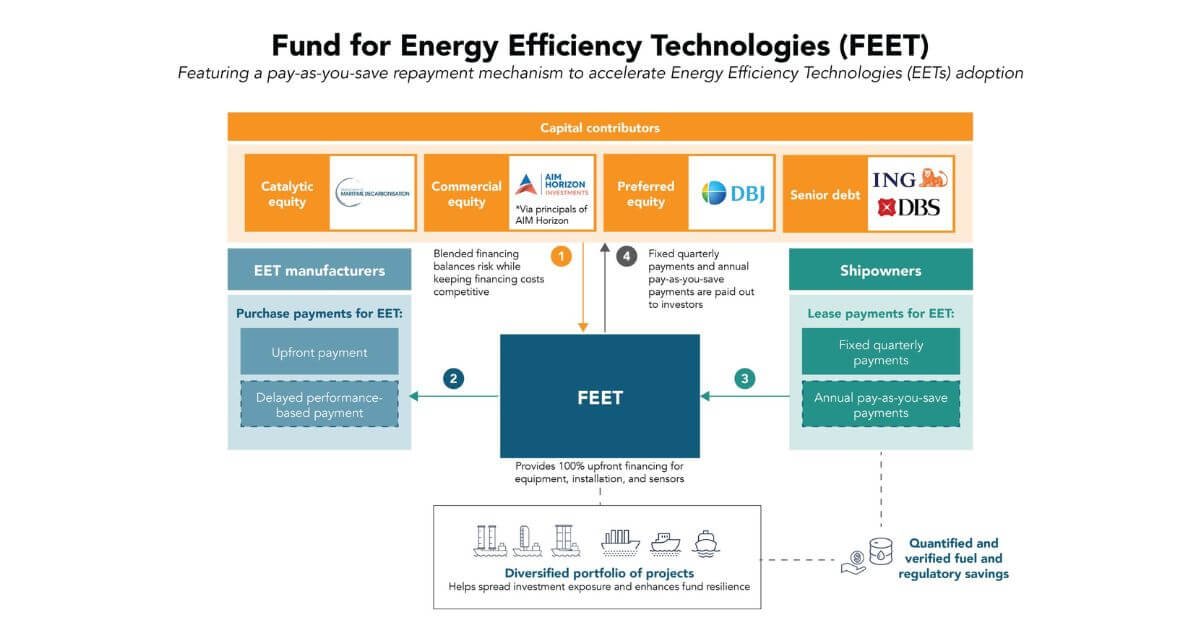 Fund for Energy Efficiency Technologies (FEET)
Featuring a pay-as-you-save repayment mechanism to accelerate Energy Efficiency Technologies (EETs) adoption
Capital contributors
Catalytic
equity
MARITIME DECARBONISATION
Commercial
equity
AIM
HORIZON
INVESTMENTS
*Via principals of
AIM Horizon
Preferred
equity
DBJ
Senior debt
ING
DBS
EET manufacturers
Purchase payments for EET:
Upfront payment
Delayed performance-
based payment
Blended financing
balances risk while
keeping financing costs
competitive
1
4
Fixed quarterly
payments and annual
pay-as-you-save
payments are paid out
to investors
Shipowners
Lease payments for EET:
Fixed quarterly
payments
Annual pay-as-you-save
payments
2
FEET
3
Provides 100% upfront financing for
equipment, installation, and sensors
Diversified portfolio of projects
Helps spread investment exposure and enhances fund resilience
$
Quantified and
verified fuel and
regulatory savings